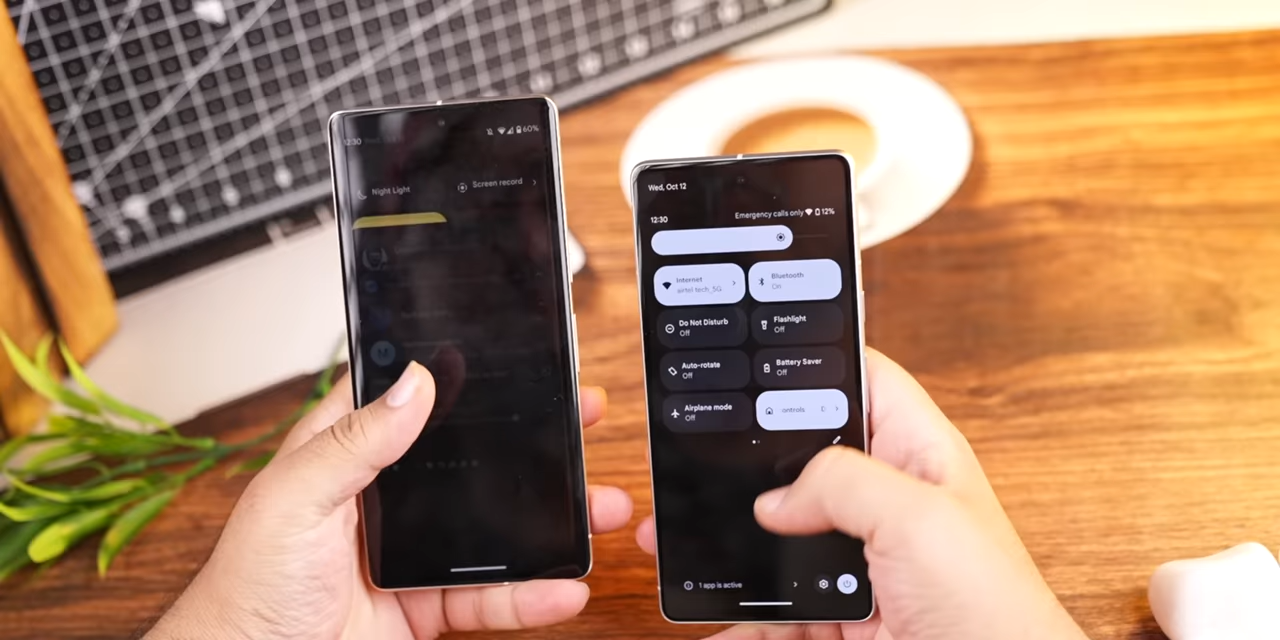 12:30
60%
Night Light
Screen record
M
Wed, Oct 12
12:30
Emergency calls only
12%
Internet
airtel tech_5G
Bluetooth
On
Do Not Disturb
Off
Flashlight
Off
Auto-rotate
Off
Battery Saver
Off
Airplane mode
Off
ontrols
D
1 app is active